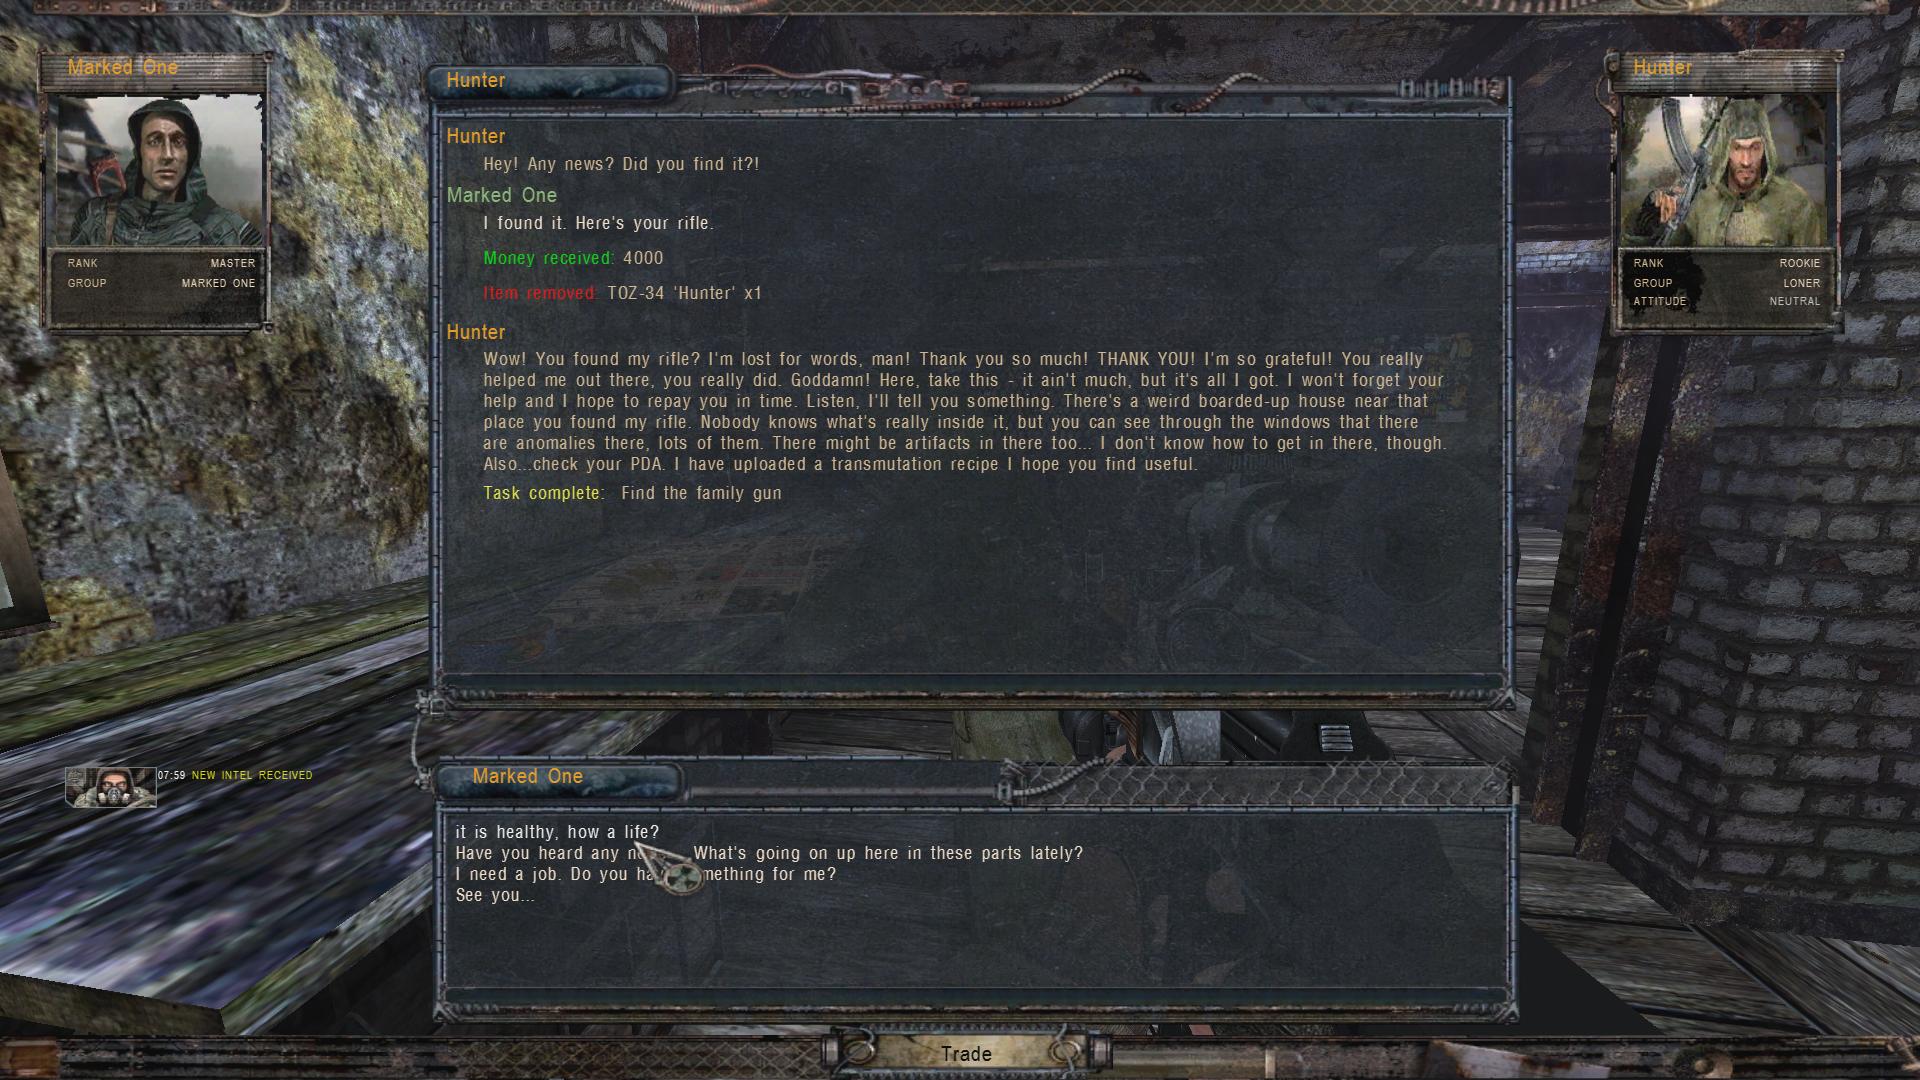 Marked One
RANK MASTER
GROUP MARKED ONE
Hunter
Hunter
Hey! Any news? Did you find it?!
Marked One
I found it. Here's your rifle.
Money received: 4000
Item removed: TOZ-34 'Hunter' x1
Hunter
Wow! You found my rifle? I'm lost for words, man! Thank you so much! THANK YOU! I'm so grateful! You really
helped me out there, you really did. Goddamn! Here, take this - it ain't much, but it's all I got. I won't forget your
help and I hope to repay you in time. Listen, I'll tell you something. There's a weird boarded-up house near that
place you found my rifle. Nobody knows what's really inside it, but you can see through the windows that there
are anomalies there, lots of them. There might be artifacts in there too... I don't know how to get in there, though.
Also...check your PDA. I have uploaded a transmutation recipe I hope you find useful.
Task complete: Find the family gun
Hunter
RANK ROOKIE
GROUP LONER
ATTITUDE NEUTRAL
07:59 NEW INTEL RECEIVED
Marked One
it is healthy, how a life?
Have you heard any What's going on up here in these parts lately?
I need a job. Do you for me?
See you...
Trade